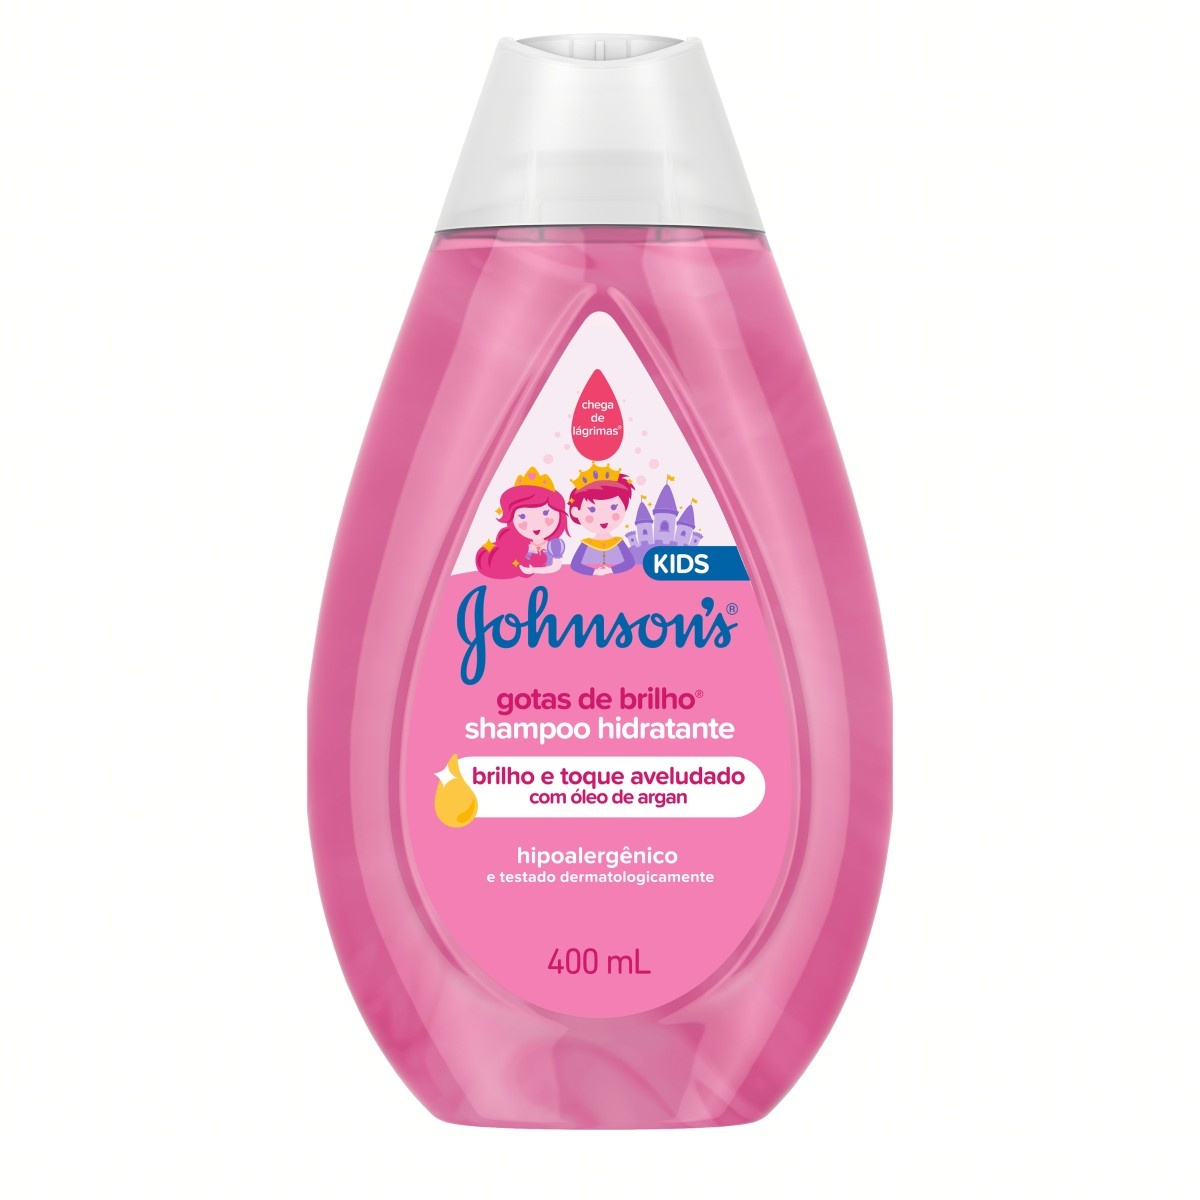 chega
de
lágrimas®
KIDS
Johnson's®
gotas de brilho®
shampoo hidratante
brilho e toque aveludado
com óleo de argan
hipoalergênico
e testado dermatologicamente
400 mL